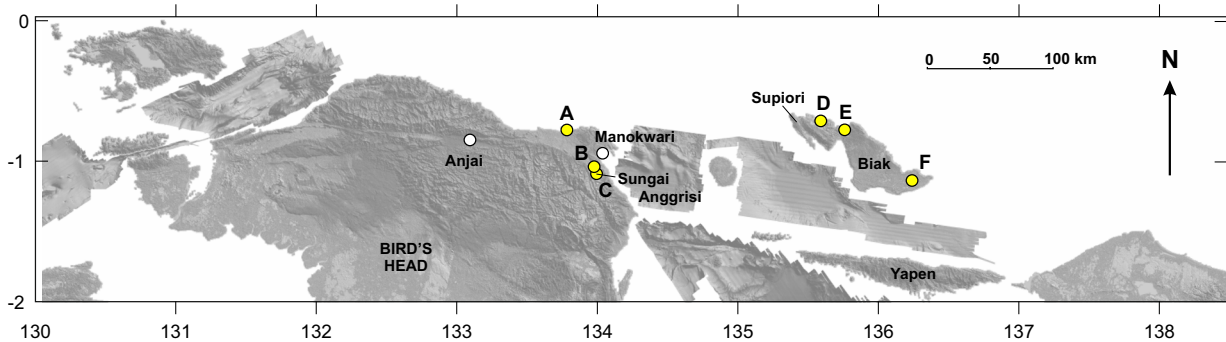 0
0 50 100 km
N
Supiori
D
E
A
Manokwari
-1
Anjai
B
Biak
F
Sungai
C
Anggrisi
BIRD'S
HEAD
Yapen
-2
130 131 132 133 134 135 136 137 138